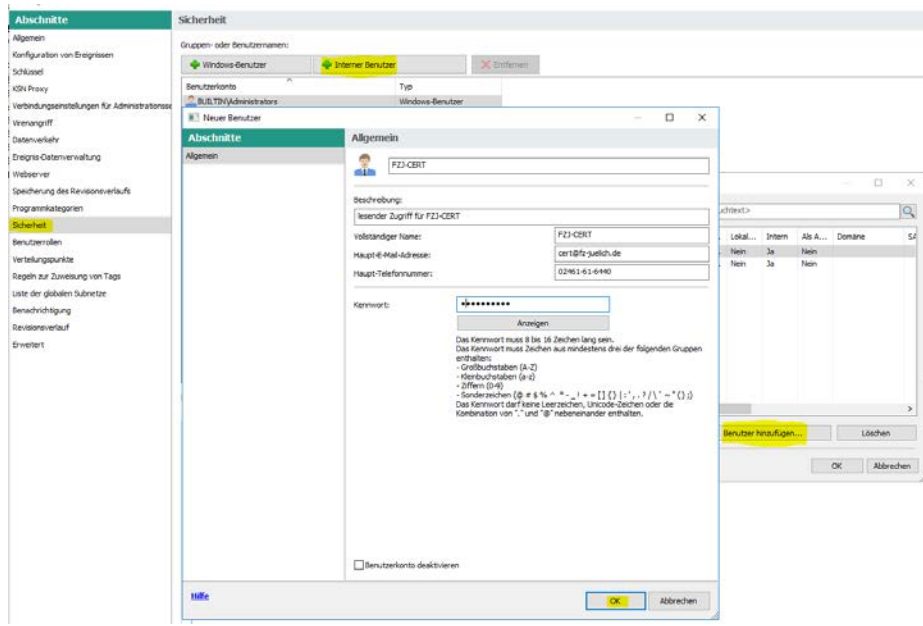 Abschnitte
Allgemein
Konfiguration von Ereignissen
Schlüssel
KSN Proxy
Verbindungseinstellungen für Administrationsse
Virenangriff
Datenverkehr
Ereignis-Datenverwaltung
Webserver
Speicherung des Revisionsverlaufs
Programmkategorien
Sicherheit
Benutzerrollen
Verteilungspunkte
Regeln zur Zuweisung von Tags
Liste der globalen Subnetze
Benachrichtigung
Revisionsverlauf
Erweitert
Sicherheit
Gruppen- oder Benutzernamen:
Windows-Benutzer Interner Benutzer Entfernen
Benutzerkonto Typ
BUILTIN\Administrators Windows-Benutzer
Neuer Benutzer
Abschnitte
Allgemein
Allgemein
FZJ-CERT
Beschreibung:
lesender Zugriff für FZJ-CERT
Vollständiger Name: FZJ-CERT
Haupt-E-Mail-Adresse: cert@fz-juelich.de
Haupt-Telefonnummer: 02461-61-6440
Kennwort: ••••••••••
Anzeigen
Das Kennwort muss 8 bis 16 Zeichen lang sein.
Das Kennwort muss Zeichen aus mindestens drei der folgenden Gruppen
enthalten:
- Großbuchstaben (A-Z)
- Kleinbuchstaben (a-z)
- Ziffern (0-9)
- Sonderzeichen (@ # $ % ^ * - _ ! + = [ ] { } | : ' , . ? / \ ` ~ " ( ) ;)
Das Kennwort darf keine Leerzeichen, Unicode-Zeichen oder die
Kombination von "." und "@" nebeneinander enthalten.
Benutzerkonto deaktivieren
Hilfe
OK Abbrechen
uchtext>
Lokal... Intern Als A... Domäne SA
Nein Ja Nein
Nein Ja Nein
Benutzer hinzufügen... Löschen
OK Abbrechen